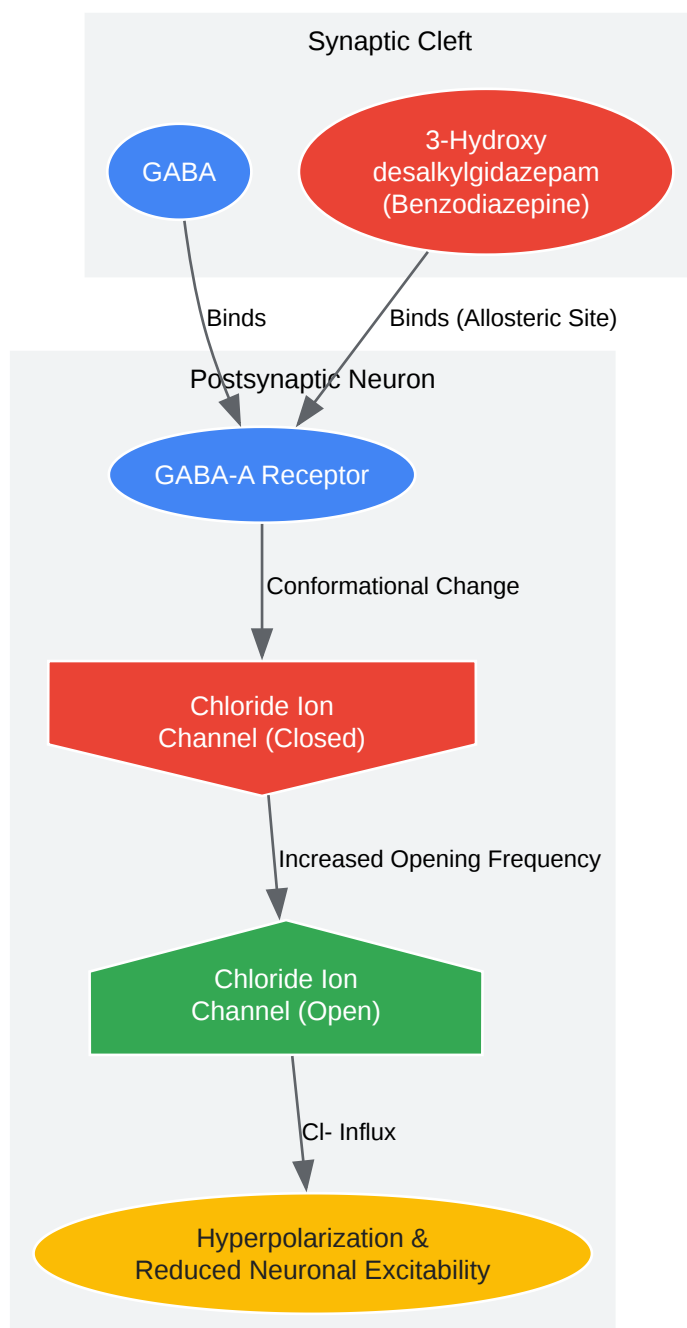 Synaptic Cleft
GABA
3-Hydroxy
desalkylgidazepam
(Benzodiazepine)
Binds
Binds (Allosteric Site)
Postsynaptic Neuron
GABA-A Receptor
Conformational Change
Chloride Ion
Channel (Closed)
Increased Opening Frequency
Chloride Ion
Channel (Open)
Cl- Influx
Hyperpolarization &
Reduced Neuronal Excitability